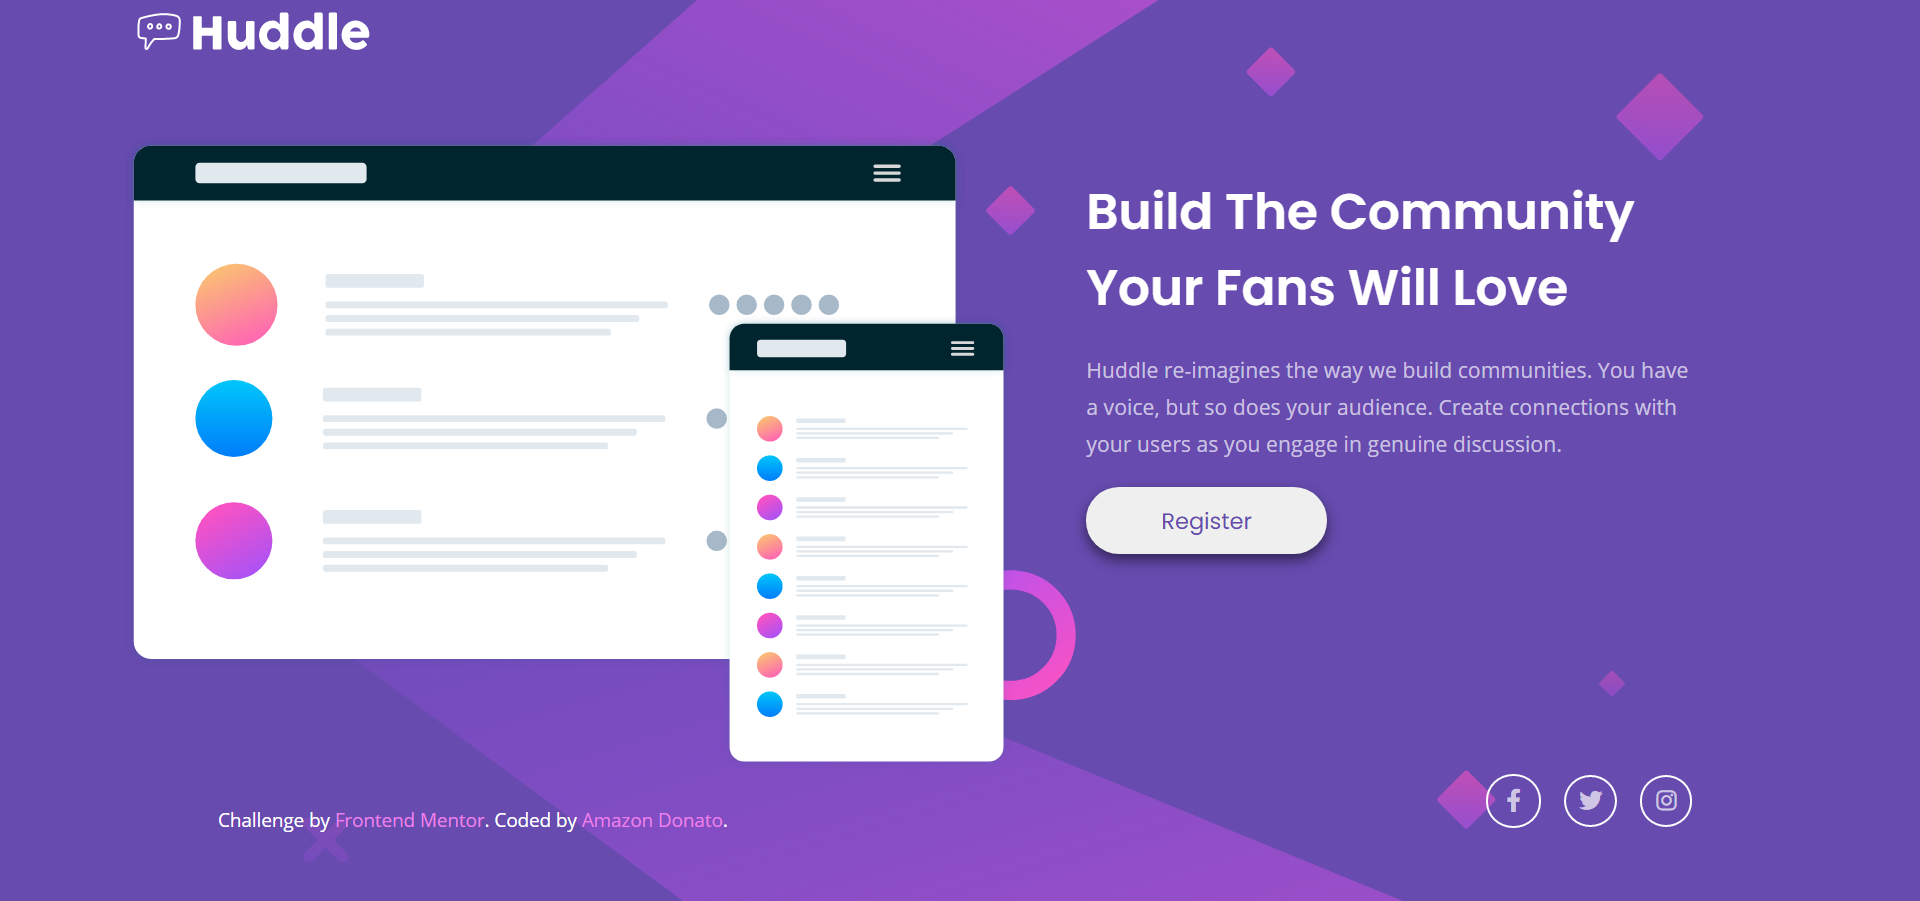 Huddle
Build The Community
Your Fans Will Love
Huddle re-imagines the way we build communities. You have
a voice, but so does your audience. Create connections with
your users as you engage in genuine discussion.
Register
Challenge by Frontend Mentor. Coded by Amazon Donato.